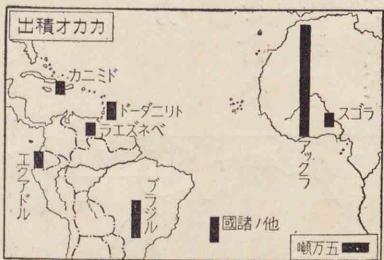 カカオ積出
ドミニカ
トリニダード
ベネズエラ
エクアドル
ブラジル
他ノ諸國
ラゴス
アックラ
五万噸